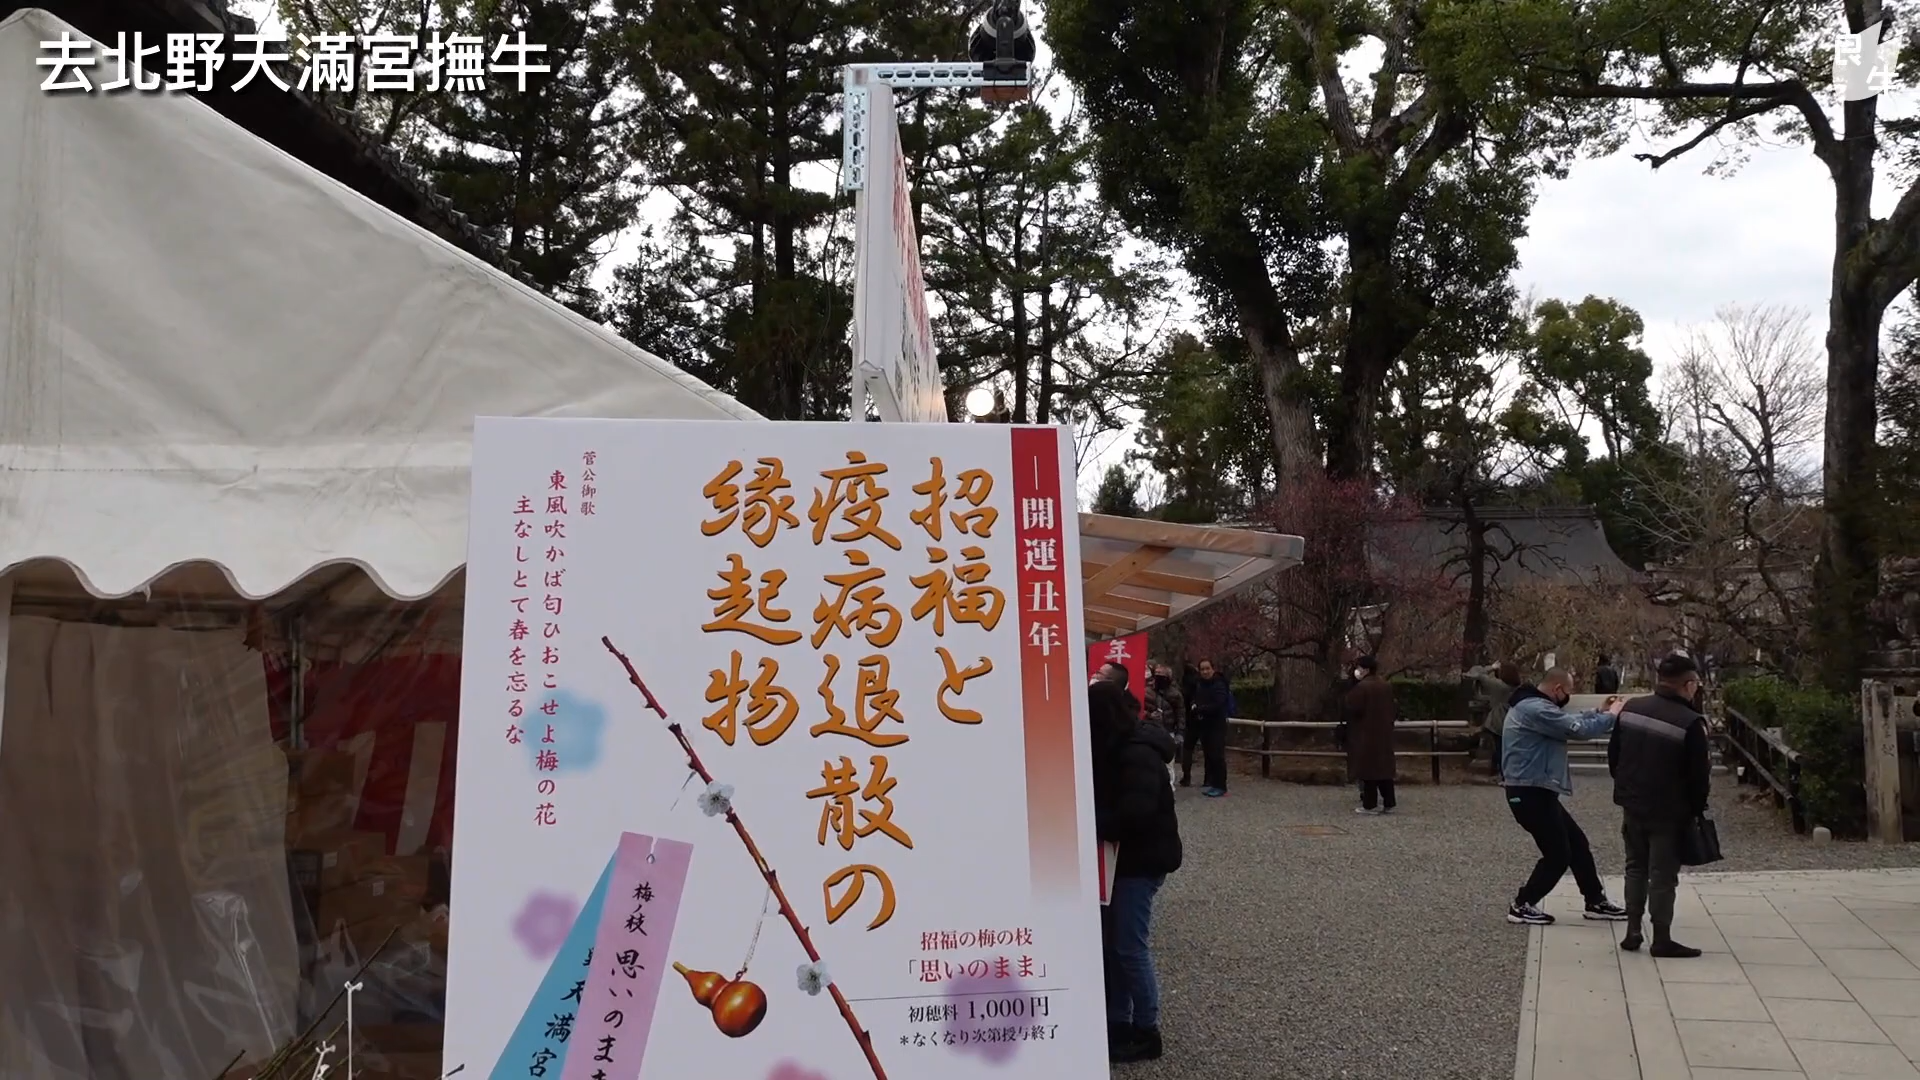 去北野天滿宮撫牛
良牛
―開運丑年―
招福と
疫病退散の
縁起物
菅公御歌
東風吹かば匂ひおこせよ梅の花
主なしとて春を忘るな
梅ノ枝 思いのまま
天満宮
招福の梅の枝
「思いのまま」
初穂料 1,000円
＊なくなり次第授与終了
年